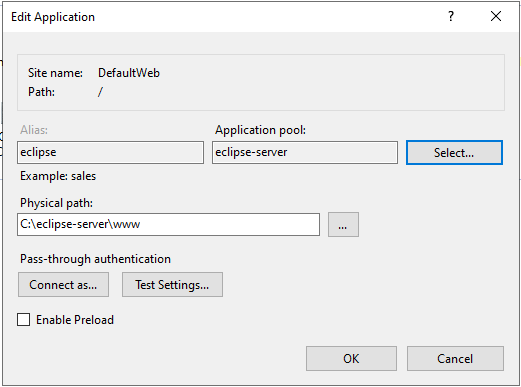 Edit Application
?
Site name: DefaultWeb
Path: /
Alias: Application pool:
eclipse eclipse-server Select...
Example: sales
Physical path:
C:\eclipse-server\www ...
Pass-through authentication
Connect as... Test Settings...
Enable Preload
OK Cancel